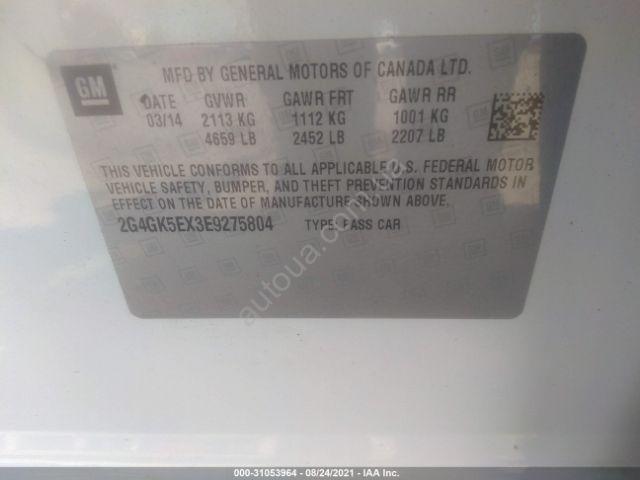 GM
MFD BY GENERAL MOTORS OF CANADA LTD.
DATE GVWR GAWR FRT GAWR RR
03/14 2113 KG 1112 KG 1001 KG
4659 LB 2452 LB 2207 LB
THIS VEHICLE CONFORMS TO ALL APPLICABLE U.S. FEDERAL MOTOR
VEHICLE SAFETY, BUMPER, AND THEFT PREVENTION STANDARDS IN
EFFECT ON THE DATE OF MANUFACTURE SHOWN ABOVE.
2G4GK5EX3E9275804 TYPE: PASS CAR
autoua.com
000-31053964 - 08/24/2021 - IAA Inc.